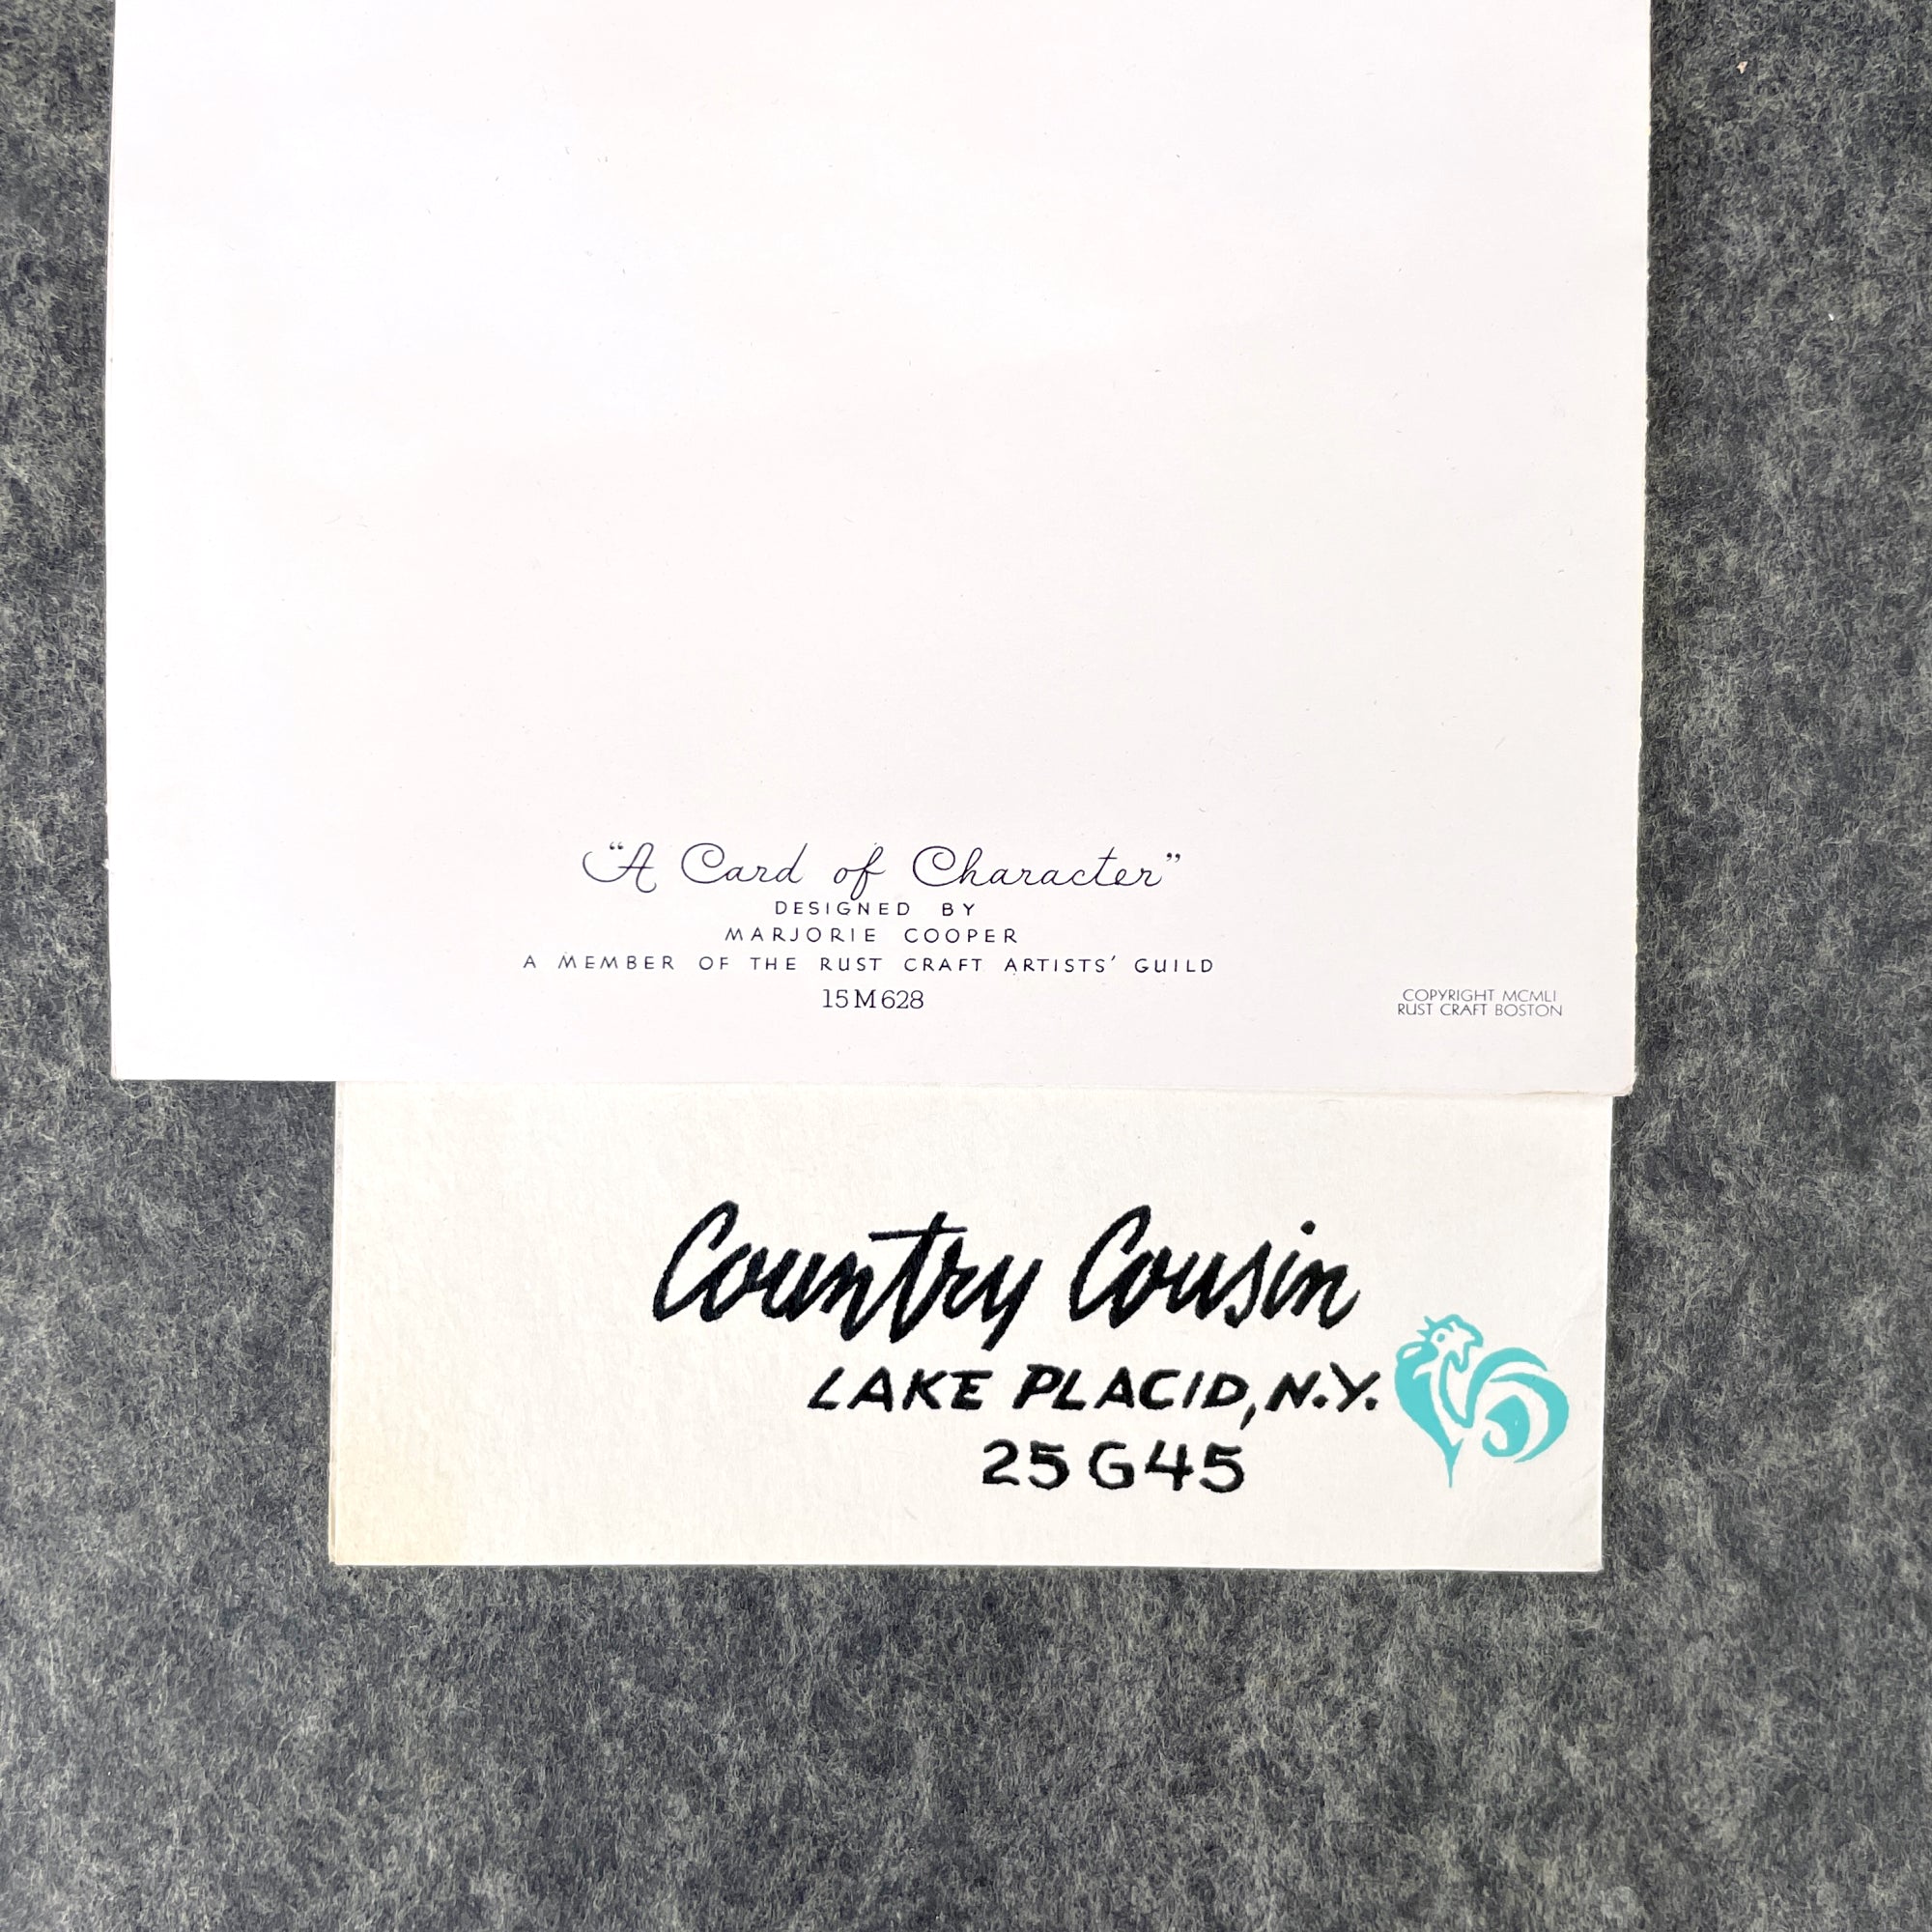 “A Card of Character”
DESIGNED BY
MARJORIE COOPER
A MEMBER OF THE RUST CRAFT ARTISTS’ GUILD
15M628
COPYRIGHT MCMLI
RUST CRAFT BOSTON
Country Cousin
LAKE PLACID, N.Y.
25G45